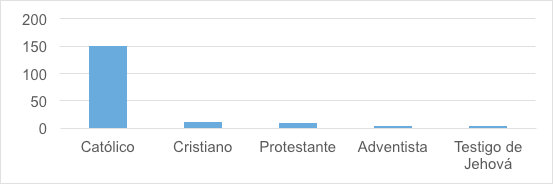 200
150
100
50
0
Católico
Cristiano
Protestante
Adventista
Testigo de
Jehová